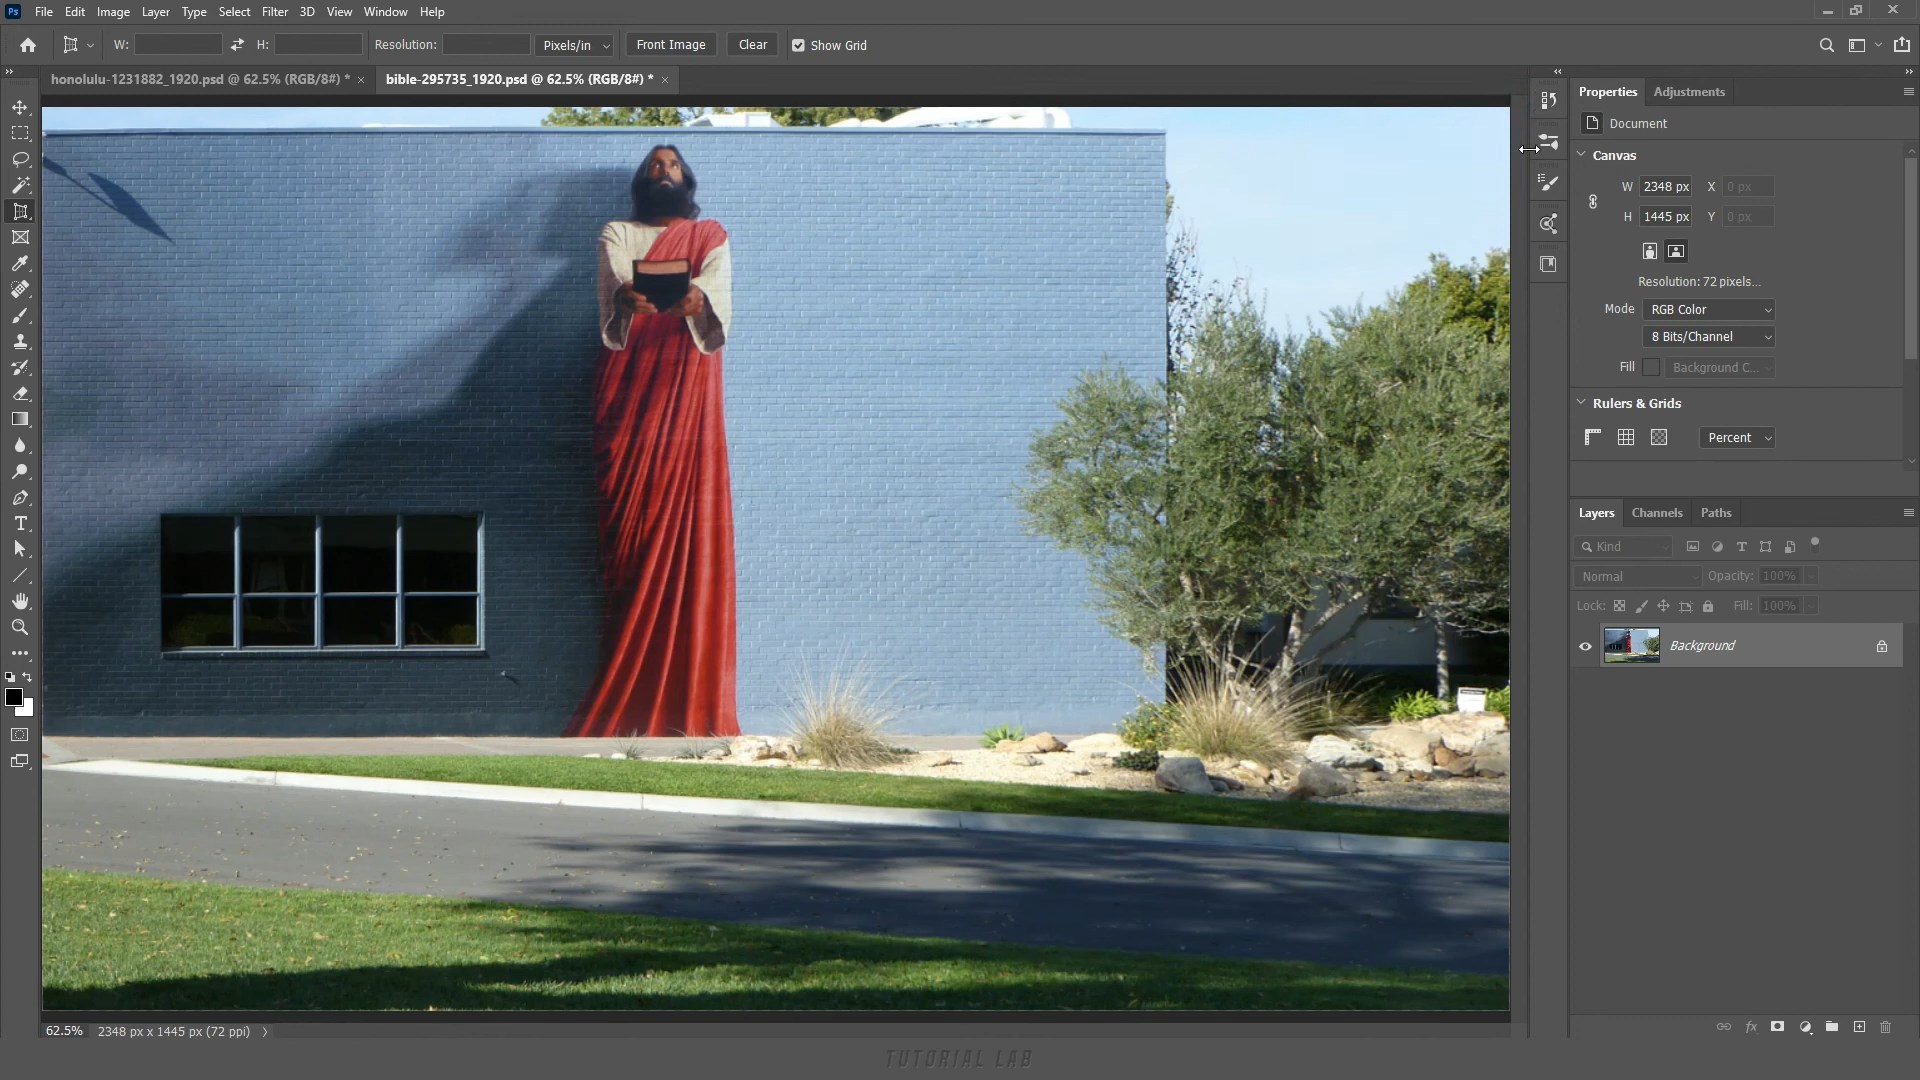 Ps File Edit Image Layer Type Select Filter 3D View Window Help
W: H: Resolution: Pixels/in Front Image Clear Show Grid
honolulu-1231882_1920.psd @ 62.5% (RGB/8#) * × bible-295735_1920.psd @ 62.5% (RGB/8#) * ×
Properties Adjustments
Document
Canvas
W 2348 px X 0 px
H 1445 px Y 0 px
Resolution: 72 pixels...
Mode RGB Color
8 Bits/Channel
Fill Background C...
Rulers & Grids
Percent
Layers Channels Paths
Kind
Normal Opacity: 100%
Lock: Fill: 100%
Background
62.5% 2348 px x 1445 px (72 ppi)
TUTORIAL LAB